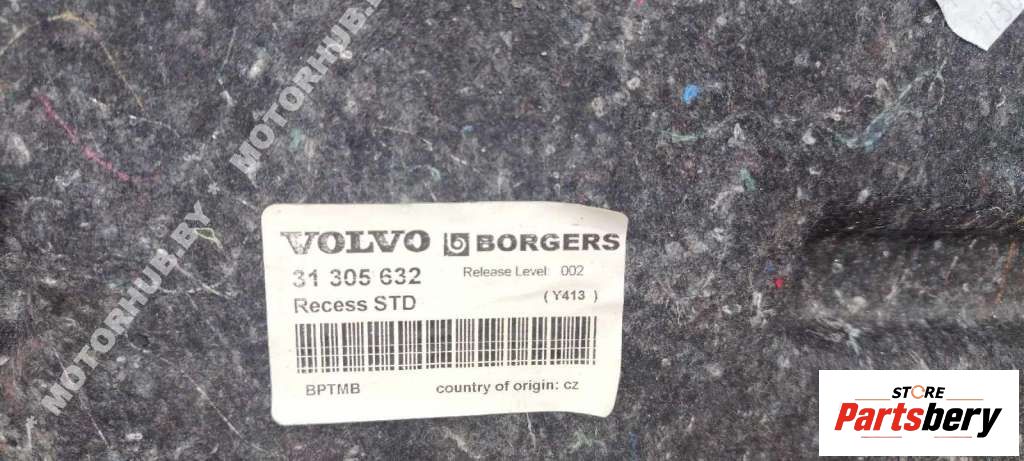 MOTORHUB.BY
MOTORHUB.BY
VOLVO BORGERS
31 305 632 Release Level: 002
Recess STD ( Y413 )
BPTMB country of origin: cz
STORE
Partsbery